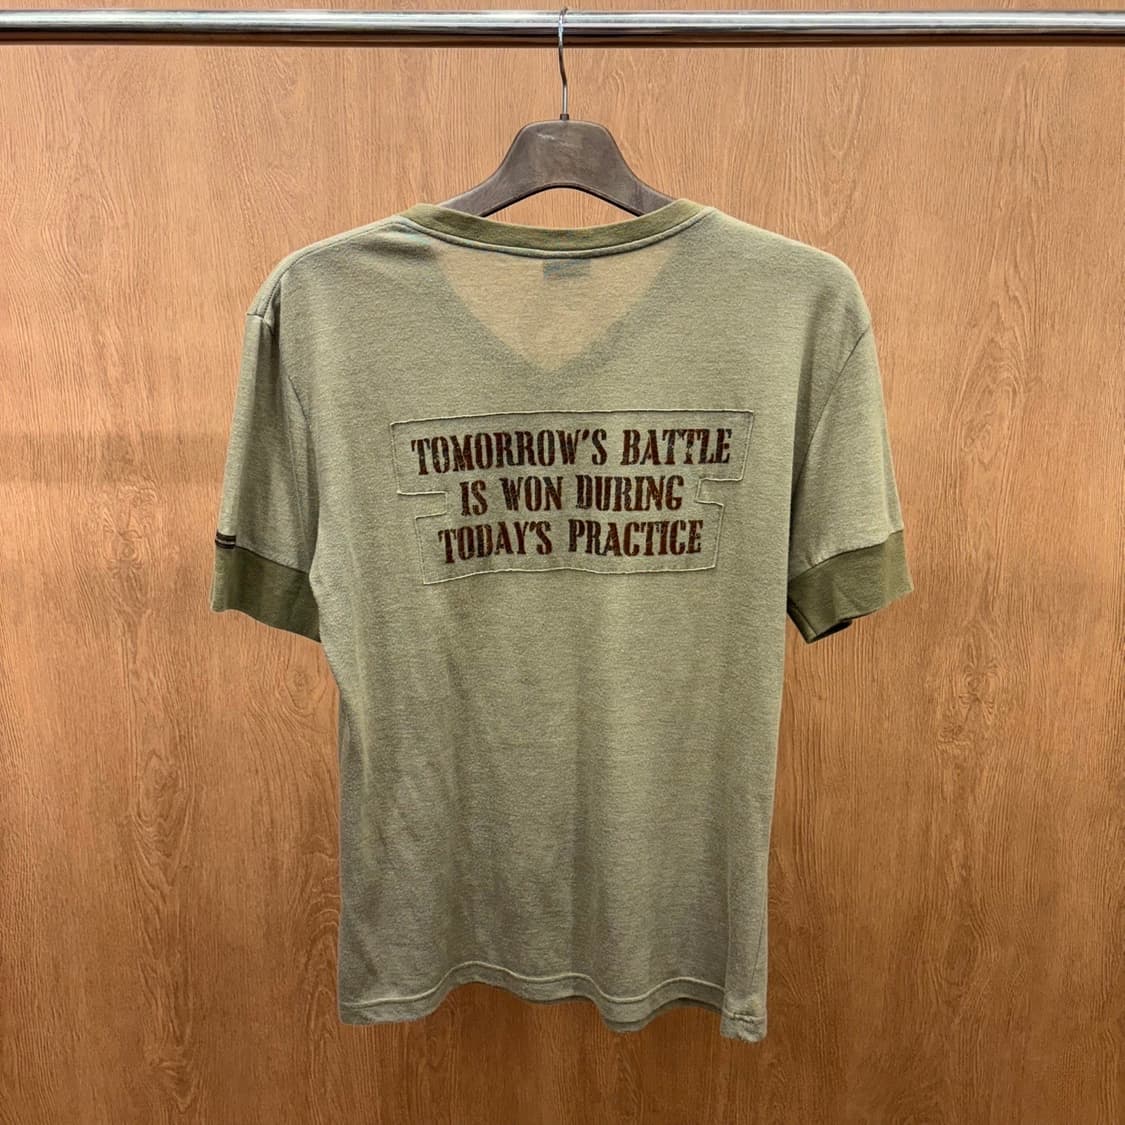 TOMORROW'S BATTLE
IS WON DURING
TODAY'S PRACTICE